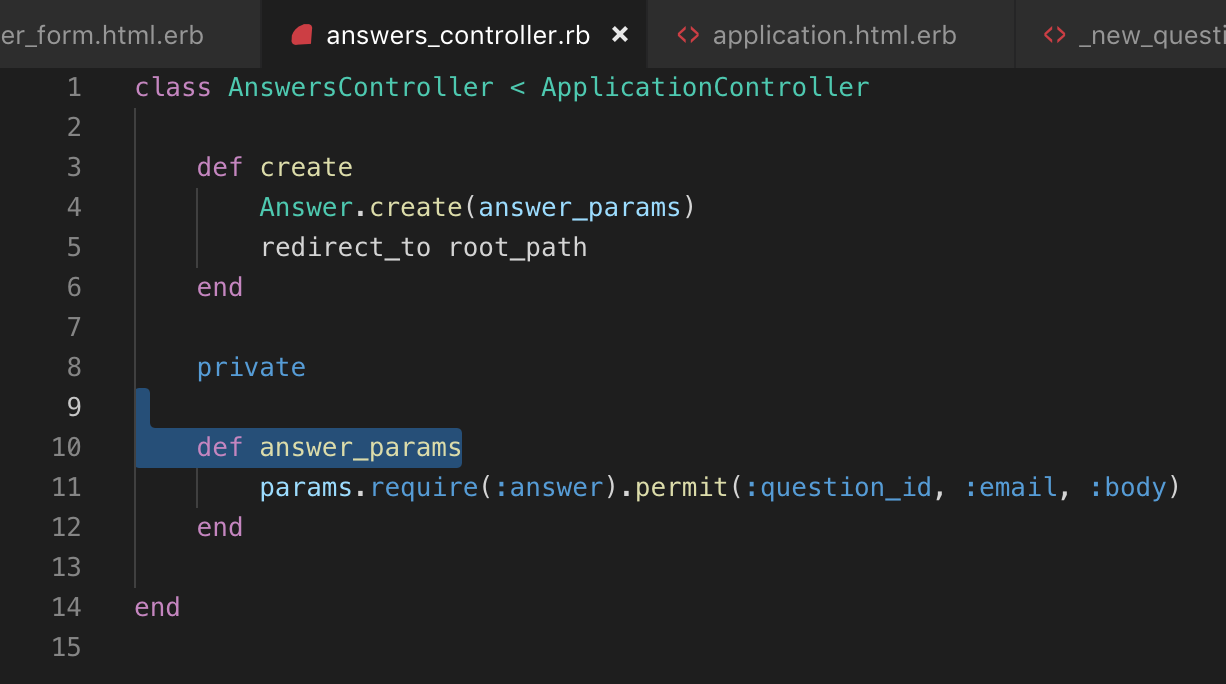 er_form.html.erb answers_controller.rb × <> application.html.erb <> _new_questi
1 class AnswersController < ApplicationController
2
3 def create
4 Answer.create(answer_params)
5 redirect_to root_path
6 end
7
8 private
9
10 def answer_params
11 params.require(:answer).permit(:question_id, :email, :body)
12 end
13
14 end
15